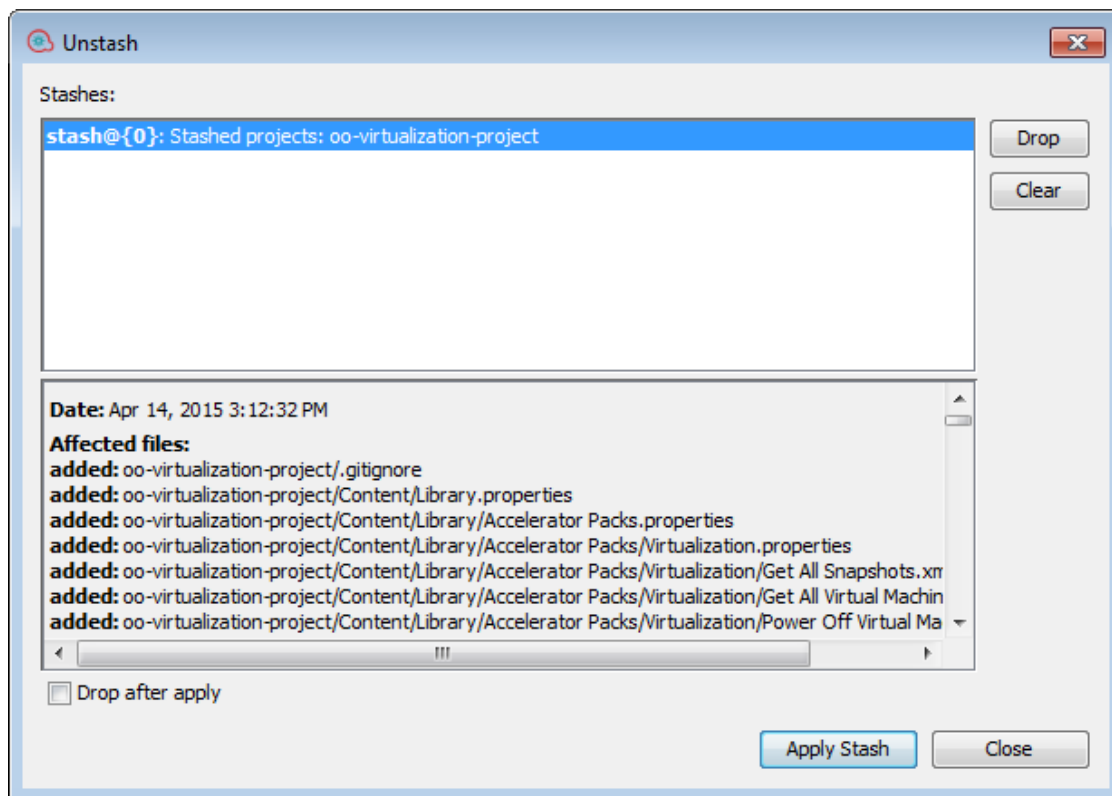 Unstash
Stashes:
stash@{0}: Stashed projects: oo-virtualization-project
Drop
Clear
Date: Apr 14, 2015 3:12:32 PM
Affected files:
added: oo-virtualization-project/.gitignore
added: oo-virtualization-project/Content/Library.properties
added: oo-virtualization-project/Content/Library/Accelerator Packs.properties
added: oo-virtualization-project/Content/Library/Accelerator Packs/Virtualization.properties
added: oo-virtualization-project/Content/Library/Accelerator Packs/Virtualization/Get All Snapshots.xm
added: oo-virtualization-project/Content/Library/Accelerator Packs/Virtualization/Get All Virtual Machin
added: oo-virtualization-project/Content/Library/Accelerator Packs/Virtualization/Power Off Virtual Ma
Drop after apply
Apply Stash
Close